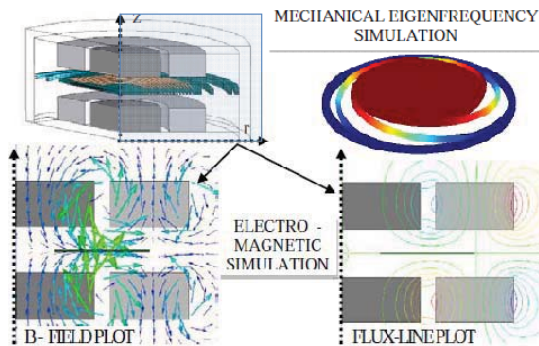 Z
MECHANICAL EIGENFREQUENCY
SIMULATION
r
ELECTRO -
MAGNETIC
SIMULATION
B- FIELD PLOT
FLUX-LINE PLOT